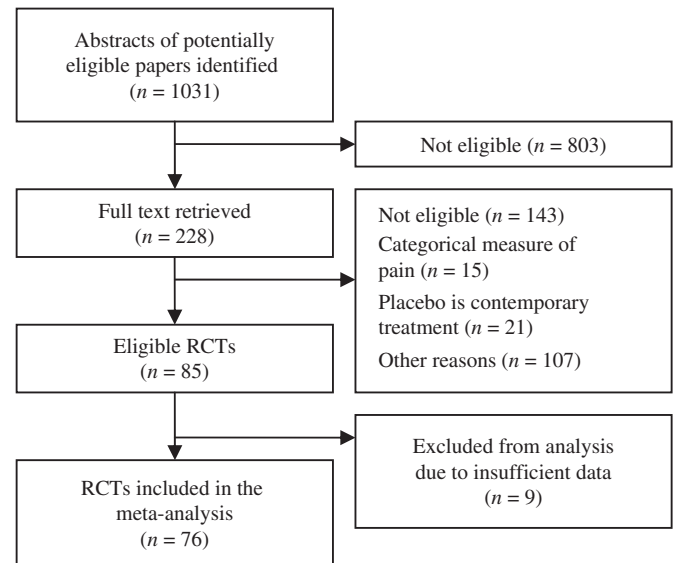 Abstracts of potentially
eligible papers identified
(n = 1031)
Not eligible (n = 803)
Full text retrieved
(n = 228)
Not eligible (n = 143)
Categorical measure of
pain (n = 15)
Placebo is contemporary
treatment (n = 21)
Other reasons (n = 107)
Eligible RCTs
(n = 85)
Excluded from analysis
due to insufficient data
(n = 9)
RCTs included in the
meta-analysis
(n = 76)